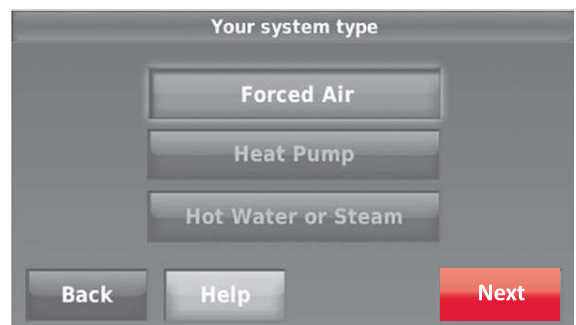 Your system type
Forced Air
Heat Pump
Hot Water or Steam
Back Help Next